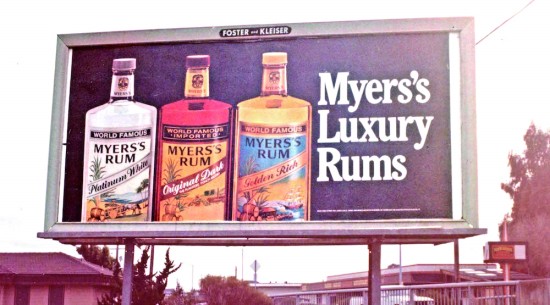 FOSTER and KLEISER
Myers's
Luxury
Rums
WORLD FAMOUS
MYERS'S
RUM
Platinum White
WORLD FAMOUS
IMPORTED
MYERS'S
RUM
Original Dark
WORLD FAMOUS
MYERS'S
RUM
Golden Rich